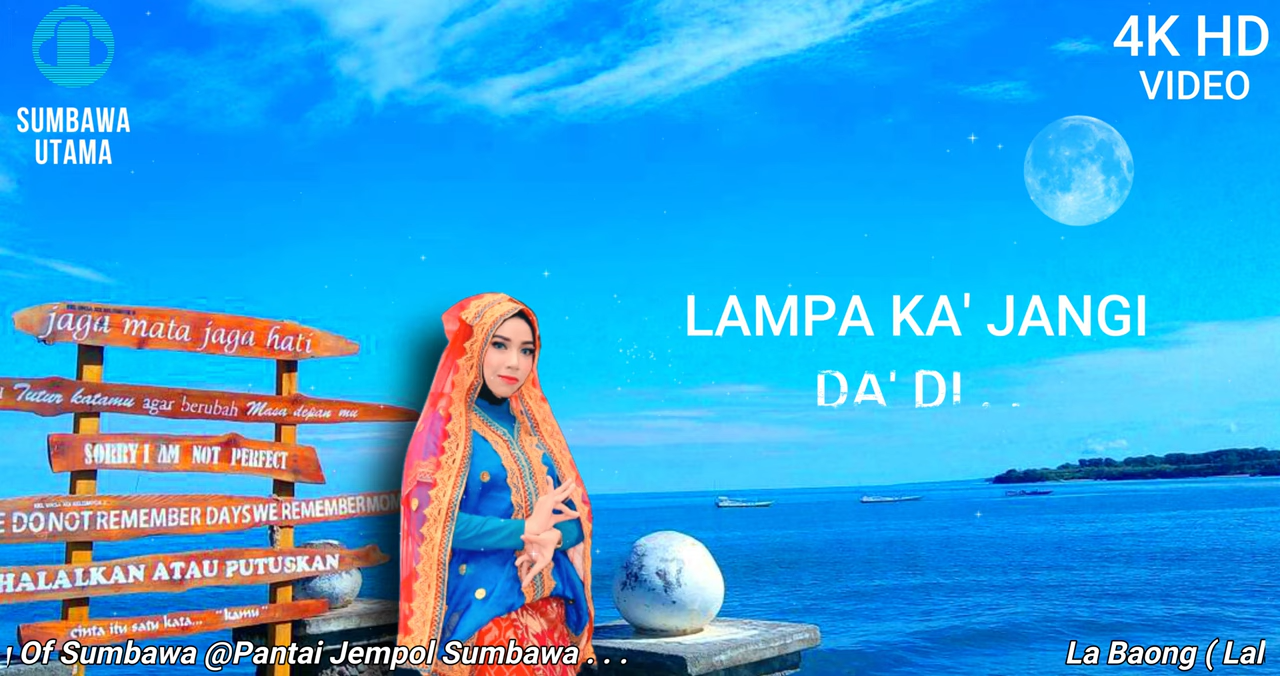 SUMBAWA
UTAMA
4K HD
VIDEO
LAMPA KA' JANGI
DA' DI . . .
jaga mata jaga hati
Tutur katamu agar berubah Masa depan mu
SORRY I AM NOT PERFECT
E DO NOT REMEMBER DAYS WE REMEMBER MOM
HALALKAN ATAU PUTUSKAN
cinta itu satu kata... "kamu"
Of Sumbawa @Pantai Jempol Sumbawa . . .
La Baong ( Lal